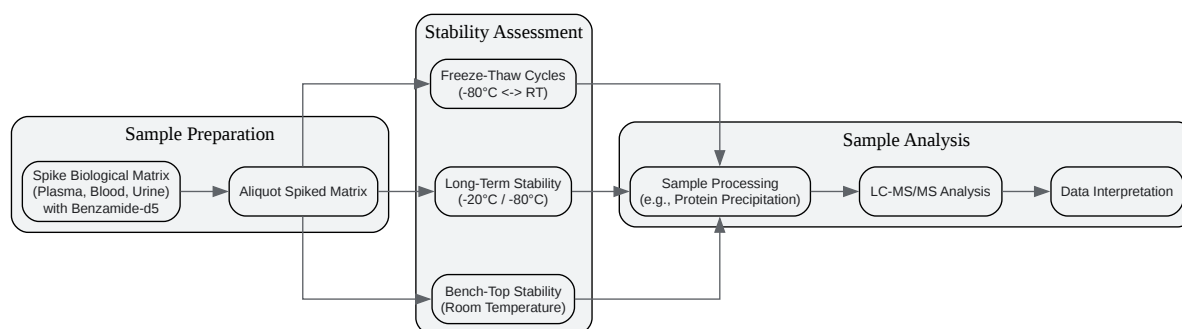 Sample Preparation
Spike Biological Matrix
(Plasma, Blood, Urine)
with Benzamide-d5
Aliquot Spiked Matrix
Stability Assessment
Freeze-Thaw Cycles
(-80°C <-> RT)
Long-Term Stability
(-20°C / -80°C)
Bench-Top Stability
(Room Temperature)
Sample Analysis
Sample Processing
(e.g., Protein Precipitation)
LC-MS/MS Analysis
Data Interpretation